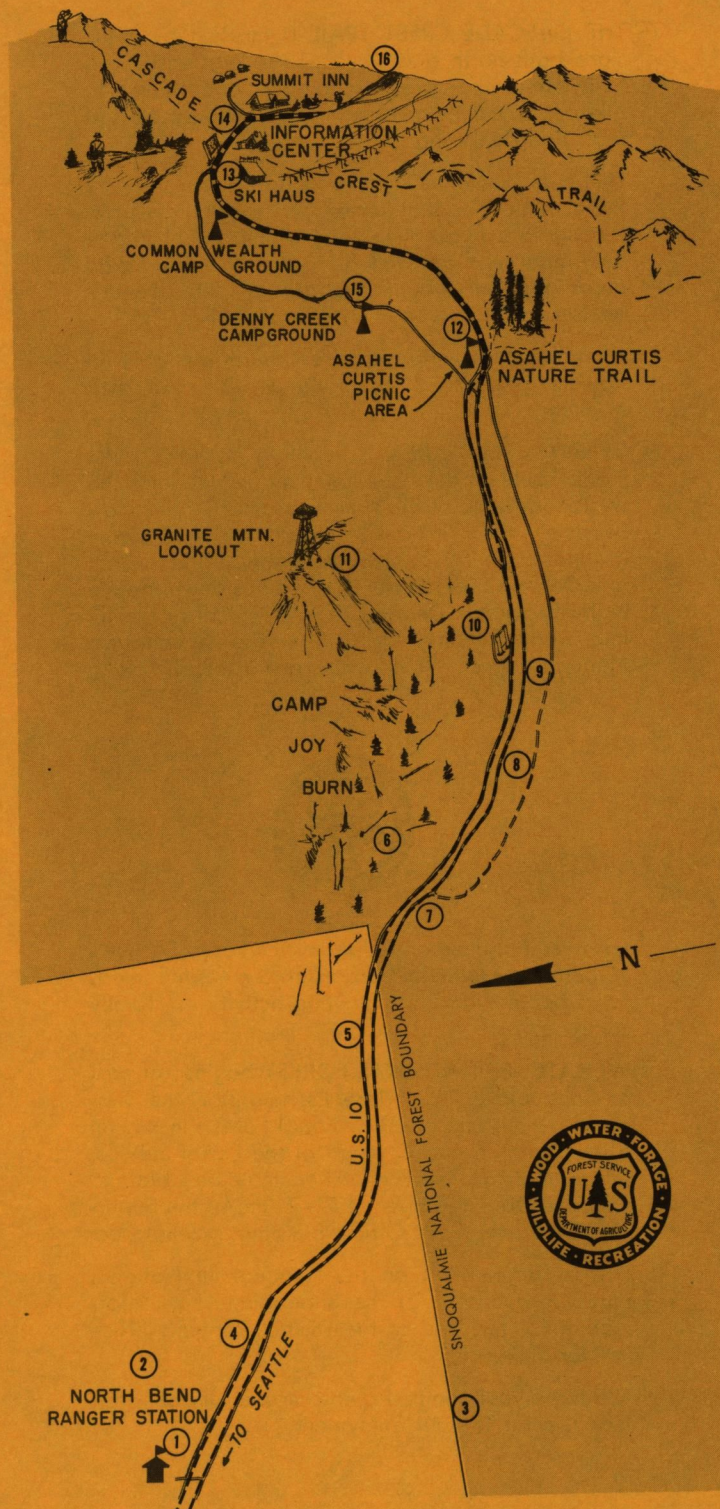 16
CASCADE
SUMMIT INN
14
INFORMATION
CENTER
13
SKI HAUS
CREST
TRAIL
COMMON WEALTH
CAMP GROUND
15
DENNY CREEK
CAMPGROUND
12
ASAHEL
CURTIS
PICNIC
AREA
ASAHEL CURTIS
NATURE TRAIL
GRANITE MTN.
LOOKOUT
11
10
9
CAMP
JOY
BURN
8
6
7
N
5
U.S. 10
SNOQUALMIE NATIONAL FOREST BOUNDARY
WOOD · WATER · FORAGE
WILDLIFE · RECREATION
FOREST SERVICE
U S
DEPARTMENT OF AGRICULTURE
4
←TO SEATTLE
2
NORTH BEND
RANGER STATION
1
3